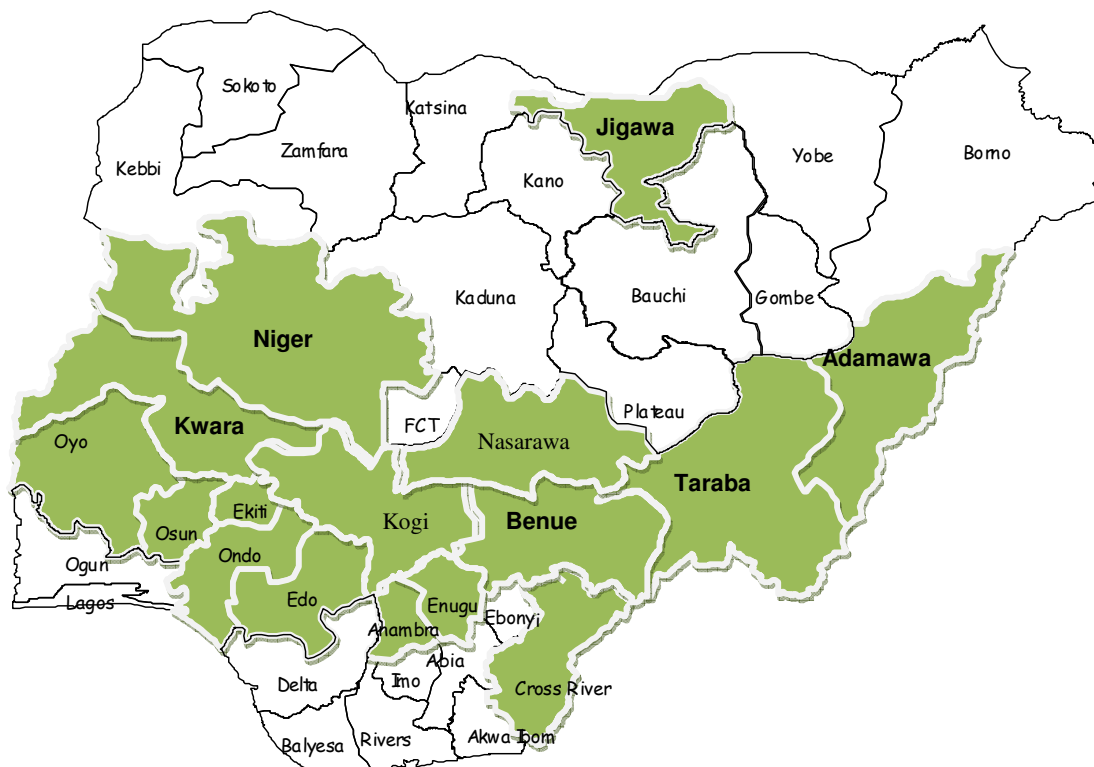 Sokoto
Katsina
Jigawa
Zamfara
Kebbi
Kano
Yobe
Borno
Kaduna
Bauchi
Gombe
Niger
Adamawa
Plateau
FCT
Kwara
Nasarawa
Oyo
Taraba
Ekiti
Kogi
Benue
Osun
Ondo
Ogun
Lagos
Edo
Enugu
Ebonyi
Anambra
Abia
Delta
Imo
Cross River
Balyesa
Rivers
Akwa Ibom